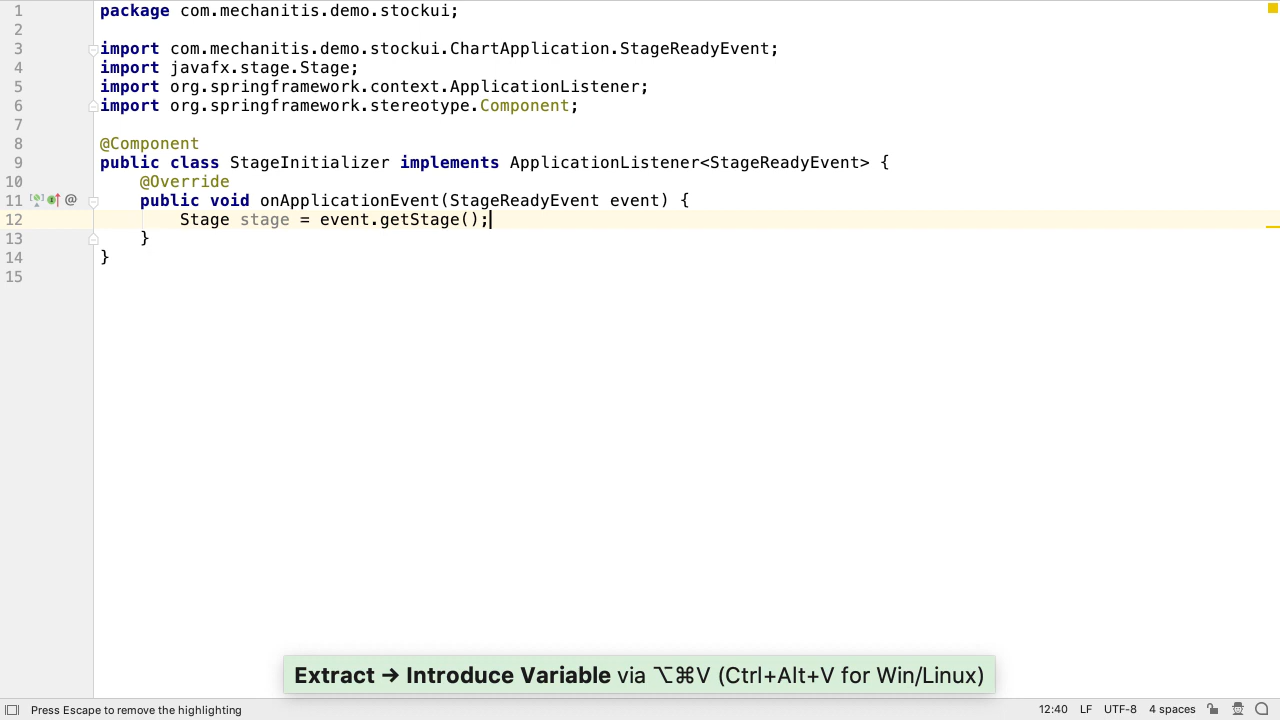 1 package com.mechanitis.demo.stockui;
2
3 import com.mechanitis.demo.stockui.ChartApplication.StageReadyEvent;
4 import javafx.stage.Stage;
5 import org.springframework.context.ApplicationListener;
6 import org.springframework.stereotype.Component;
7
8 @Component
9 public class StageInitializer implements ApplicationListener<StageReadyEvent> {
10     @Override
11 @ public void onApplicationEvent(StageReadyEvent event) {
12         Stage stage = event.getStage();
13     }
14 }
15
Extract → Introduce Variable via ⌥⌘V (Ctrl+Alt+V for Win/Linux)
Press Escape to remove the highlighting 12:40 LF UTF-8 4 spaces